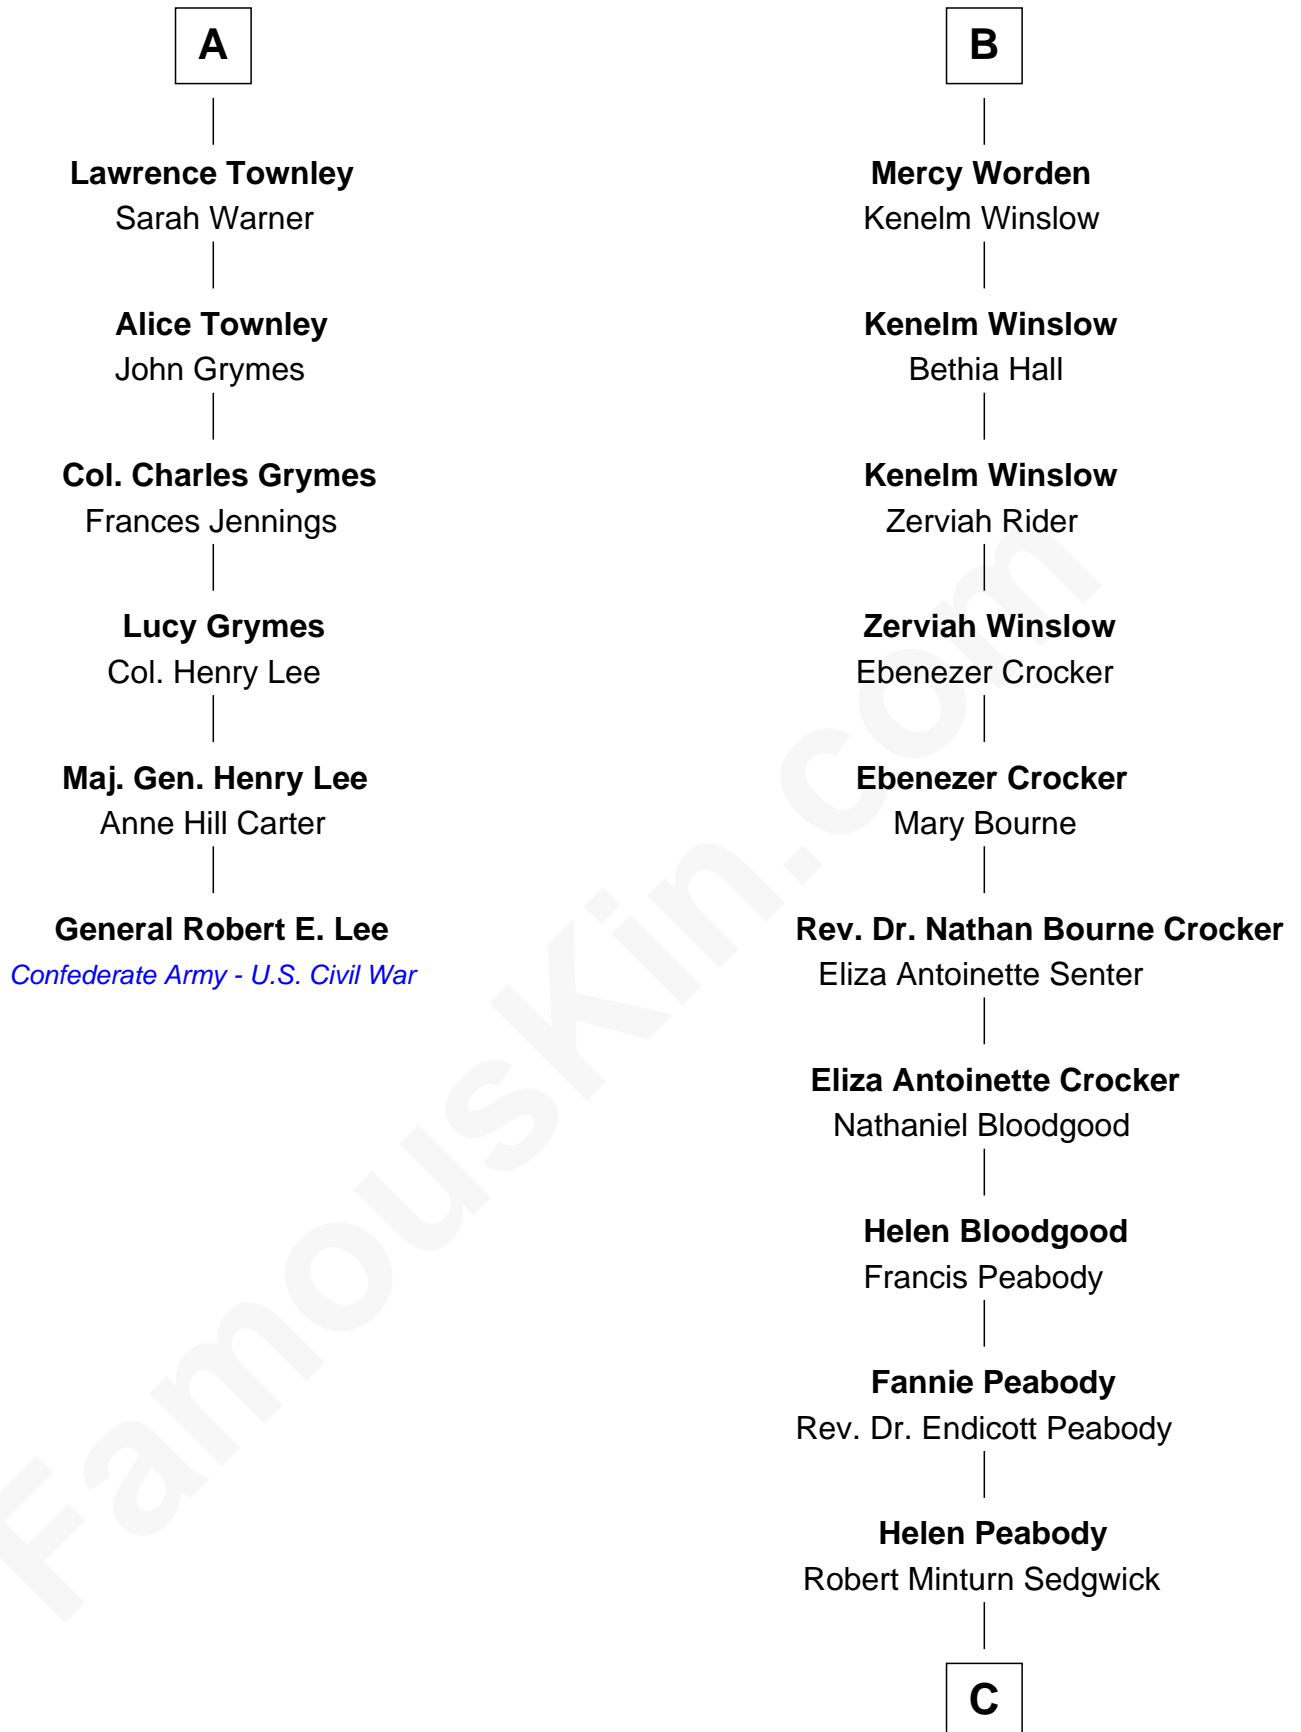 A
Lawrence Townley
Sarah Warner
Alice Townley
John Grymes
Col. Charles Grymes
Frances Jennings
Lucy Grymes
Col. Henry Lee
Maj. Gen. Henry Lee
Anne Hill Carter
General Robert E. Lee
Confederate Army - U.S. Civil War
B
Mercy Worden
Kenelm Winslow
Kenelm Winslow
Bethia Hall
Kenelm Winslow
Zerviah Rider
Zerviah Winslow
Ebenezer Crocker
Ebenezer Crocker
Mary Bourne
Rev. Dr. Nathan Bourne Crocker
Eliza Antoinette Senter
Eliza Antoinette Crocker
Nathaniel Bloodgood
Helen Bloodgood
Francis Peabody
Fannie Peabody
Rev. Dr. Endicott Peabody
Helen Peabody
Robert Minturn Sedgwick
C
FamousKin.com